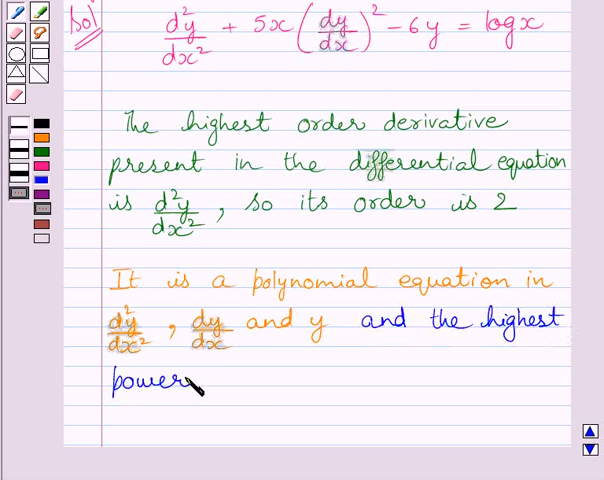 Sol d²y/dx² + 5x (dy/dx)² - 6y = log x
The highest order derivative
present in the differential equation
is d²y/dx² , so its order is 2
It is a polynomial equation in
d²y/dx² , dy/dx and y and the highest
power